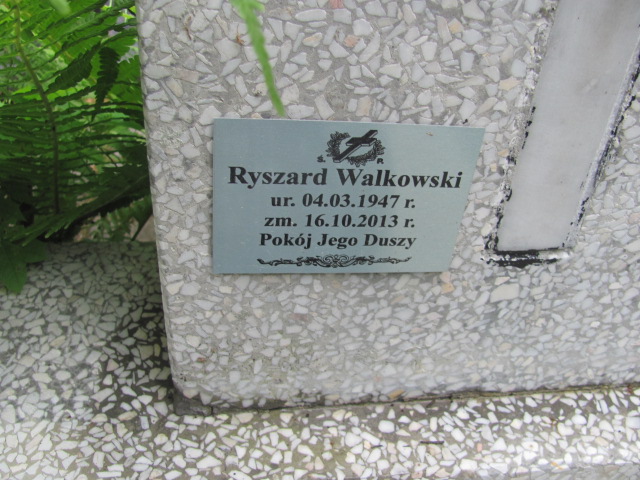 Ś. P.
Ryszard Walkowski
ur. 04.03.1947 r.
zm. 16.10.2013 r.
Pokój Jego Duszy